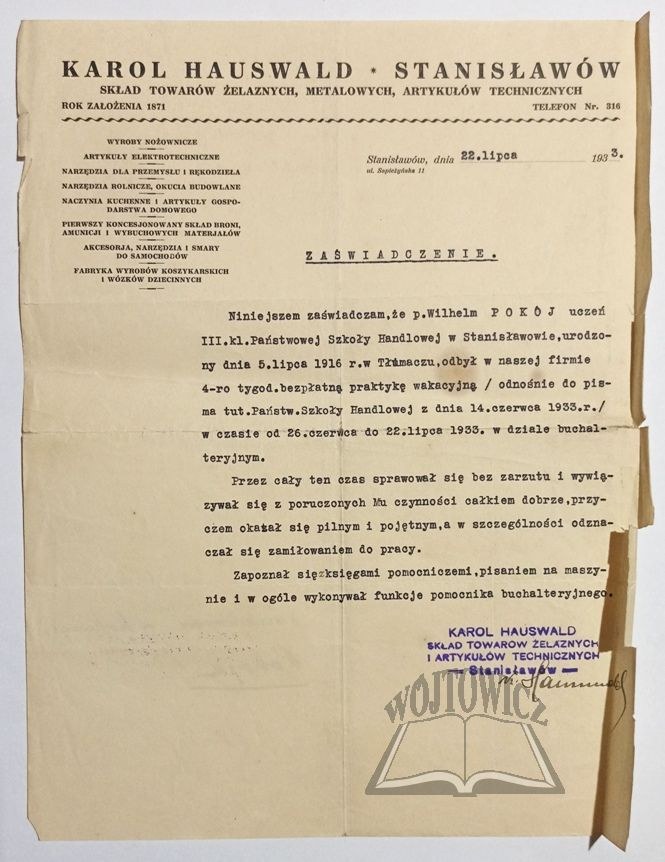 KAROL HAUSWALD * STANISŁAWÓW
SKŁAD TOWARÓW ŻELAZNYCH, METALOWYCH, ARTYKUŁÓW TECHNICZNYCH
ROK ZAŁOŻENIA 1871 TELEFON Nr. 316
WYROBY NOŻOWNICZE
ARTYKUŁY ELEKTROTECHNICZNE
NARZĘDZIA DLA PRZEMYSŁU I RĘKODZIEŁA
NARZĘDZIA ROLNICZE, OKUCIA BUDOWLANE
NACZYNIA KUCHENNE I ARTYKUŁY GOSPO-
DARSTWA DOMOWEGO
PIERWSZY KONCESJONOWANY SKŁAD BRONI,
AMUNICJI I WYBUCHOWYCH MATERJAŁÓW
AKCESORJA, NARZĘDZIA I SMARY
DO SAMOCHODÓW
FABRYKA WYROBÓW KOSZYKARSKICH
I WÓZKÓW DZIECINNYCH
Stanisławów, dnia 22.lipca 1933.
ul. Sapieżyńska 11
ZAŚWIADCZENIE.
Niniejszem zaświadczam,że p.Wilhelm POKÓJ uczeń
III.kl.Państwowej Szkoły Handlowej w Stanisławowie,urodzo-
ny dnia 5.lipca 1916 r.w Tłumaczu,odbył w naszej firmie
4-ro tygod.bezpłatną praktykę wakacyjną / odnośnie do pis-
ma tut.Państw.Szkoły Handlowej z dnia 14.czerwca 1933.r./
w czasie od 26.czerwca do 22.lipca 1933. w dziale buchal-
teryjnym.
Przez cały ten czas sprawował się bez zarzutu i wywią-
zywał się z poruczonych Mu czynności całkiem dobrze,przy-
czem okazał się pilnym i pojętnym,a w szczególności odzna-
czał się zamiłowaniem do pracy.
Zapoznał sięzksięgami pomocniczemi,pisaniem na maszy-
nie i w ogóle wykonywał funkcje pomocnika buchalteryjnego.
KAROL HAUSWALD
SKŁAD TOWAROW ŻELAZNYCH
I ARTYKUŁÓW TECHNICZNYCH
— Stanisławów —
WÓJTOWICZ